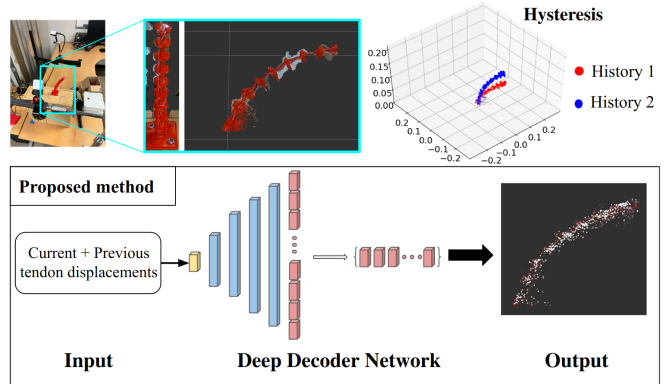 Hysteresis
0.20
0.15
0.10
0.05
0.00
0.2
0.1
0.0
−0.1
−0.2
−0.2
−0.1
0.0
0.1
0.2
History 1
History 2
Proposed method
Current + Previous
tendon displacements
Input
Deep Decoder Network
Output